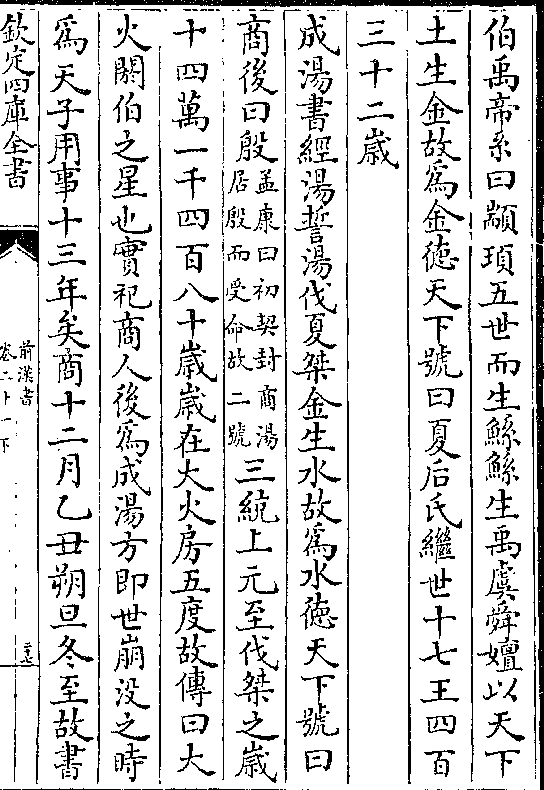 伯禹帝系曰顓頊五世而生鯀鯀生禹虞舜嬗以天下
土生金故爲金徳天下號曰夏后氏繼世十七王四百
三十二歳
成湯書經湯誓湯伐夏桀金生水故爲水徳天下號曰
商後曰殷孟康曰初契封商湯居殷而受命故二號三統上元至伐桀之歳
十四萬一千四百八十歳歳在大火房五度故傳曰大
火閼伯之星也實祀商人後爲成湯方即世崩没之時
爲天子用事十三年矣商十二月乙丑朔旦冬至故書
欽定四庫全書
前漢書
卷二十一下